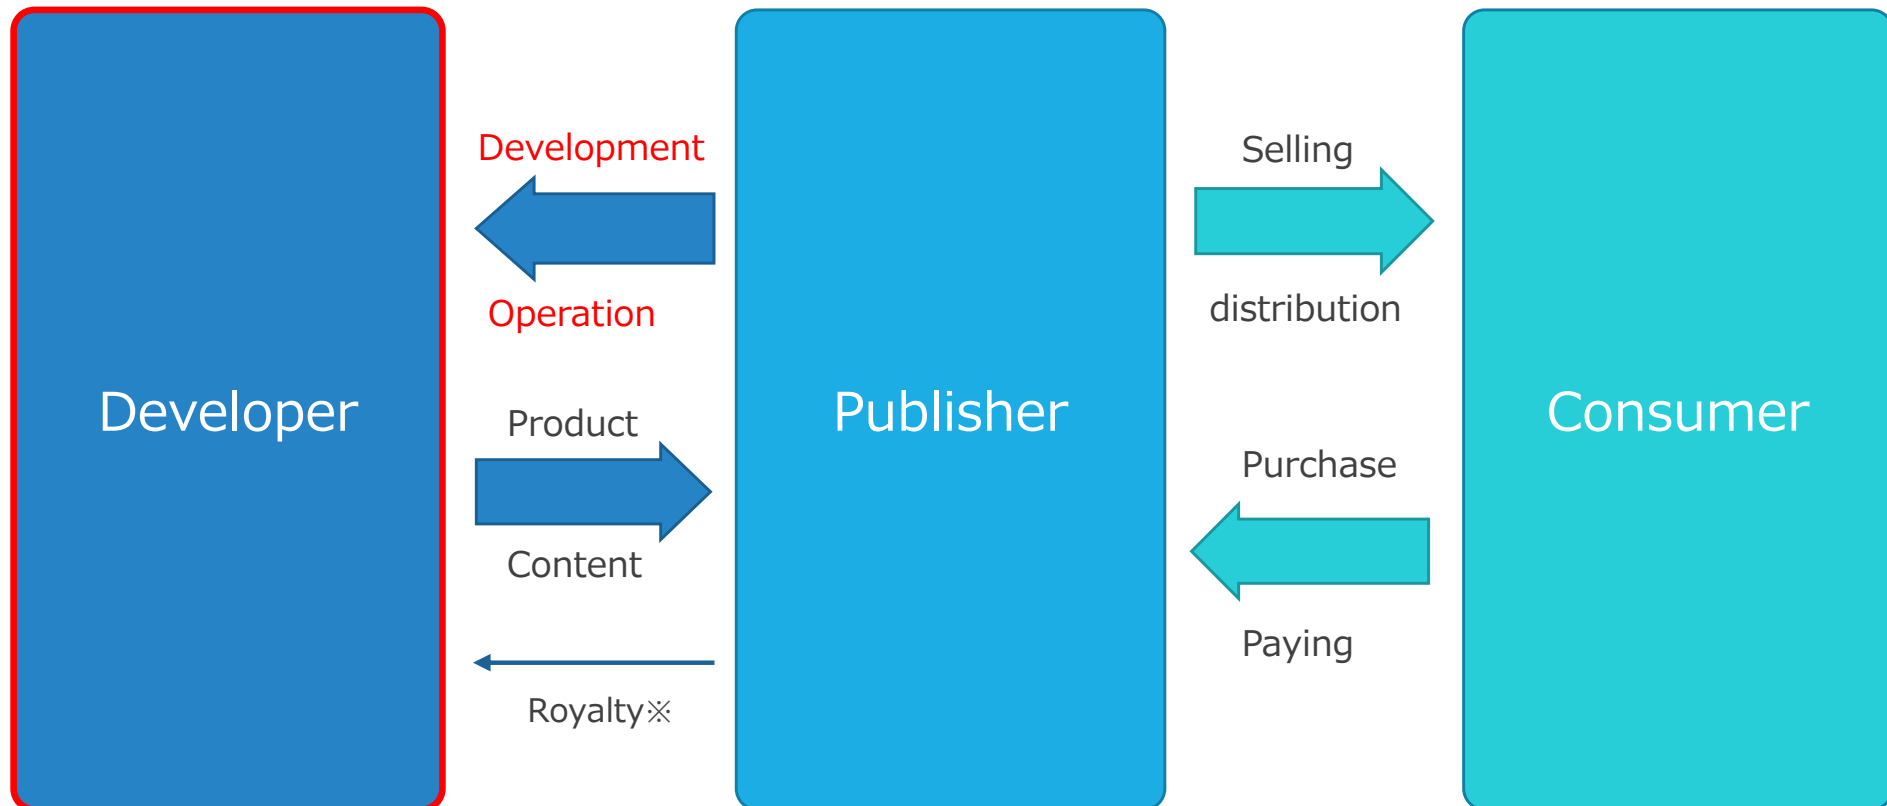 Development
Selling
Operation
distribution
Developer
Publisher
Consumer
Product
Purchase
Content
Paying
Royalty※